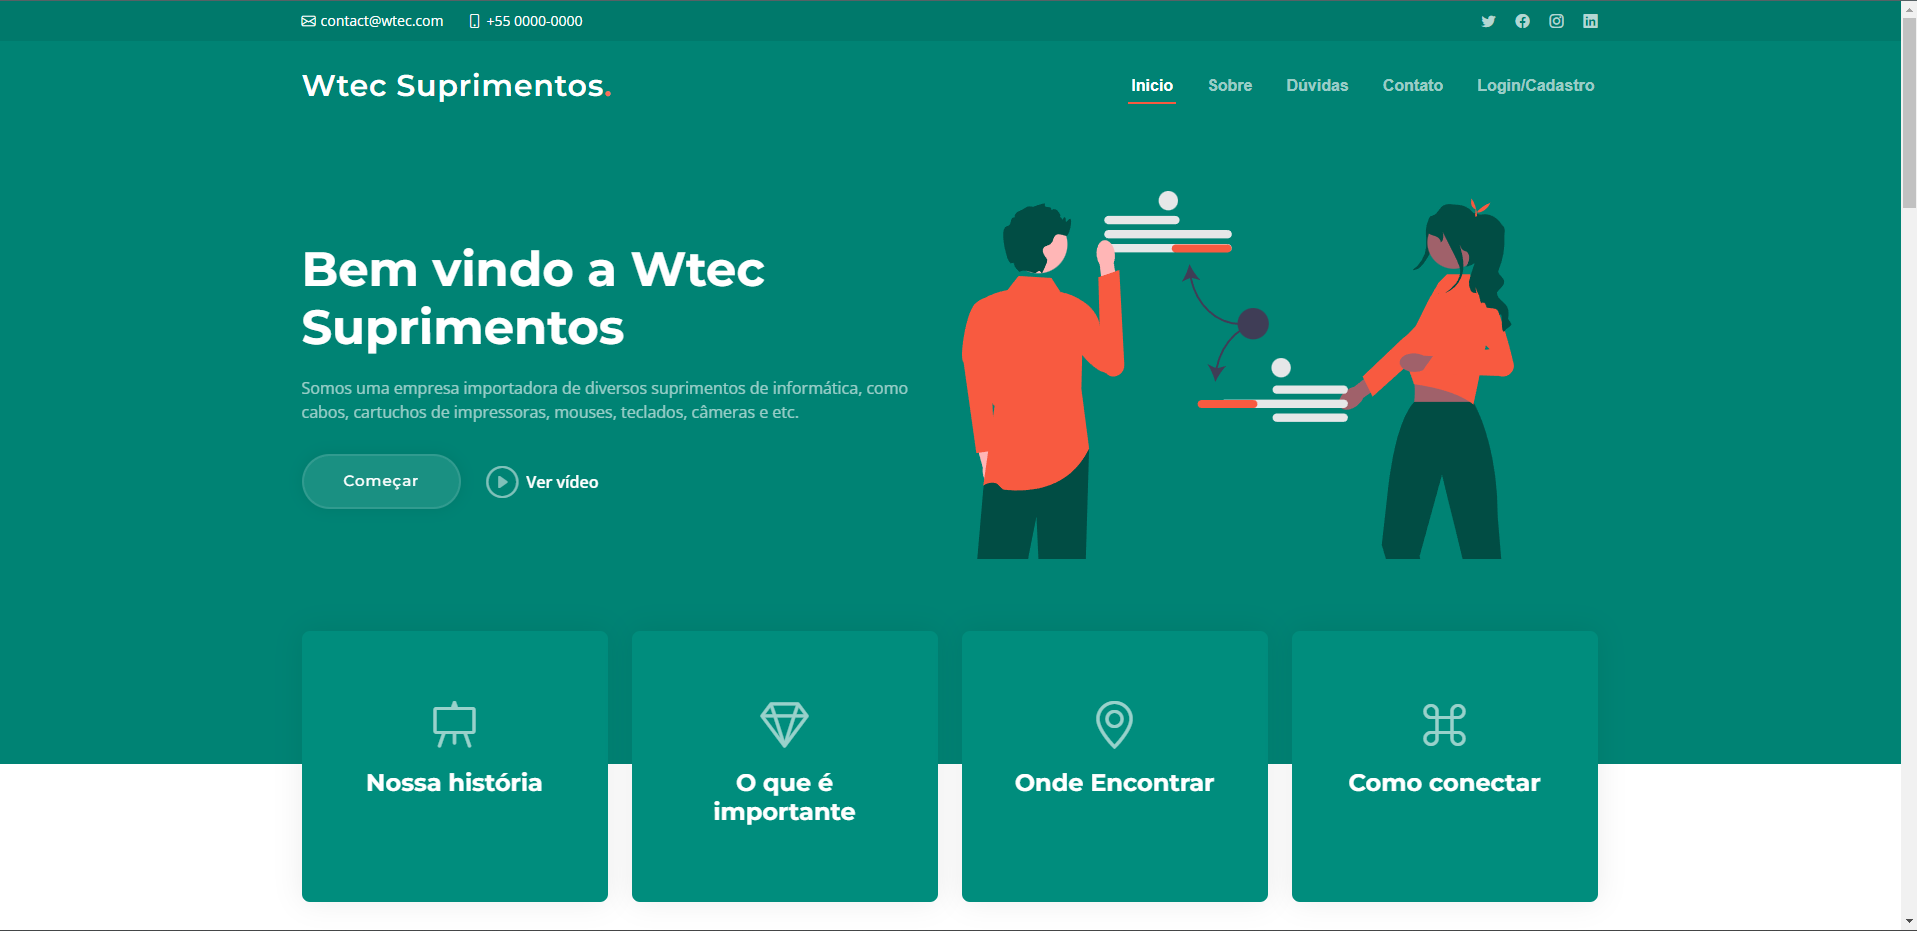 contact@wtec.com
+55 0000-0000
Wtec Suprimentos.
Inicio
Sobre
Dúvidas
Contato
Login/Cadastro
Bem vindo a Wtec
Suprimentos
Somos uma empresa importadora de diversos suprimentos de informática, como
cabos, cartuchos de impressoras, mouses, teclados, câmeras e etc.
Começar
Ver vídeo
Nossa história
O que é
importante
Onde Encontrar
Como conectar